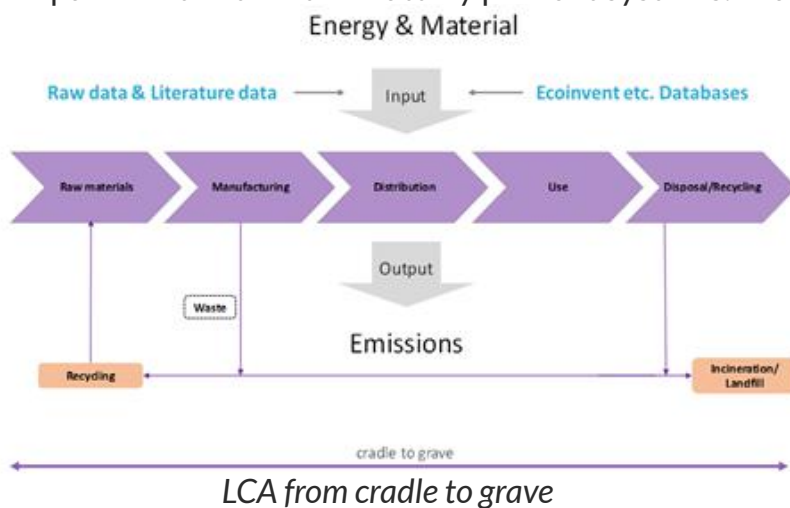 Energy & Material
Raw data & Literature data
Input
Ecoinvent etc. Databases
Raw materials
Manufacturing
Distribution
Use
Disposal/Recycling
Output
Waste
Emissions
Recycling
Incineration/
Landfill
cradle to grave
LCA from cradle to grave